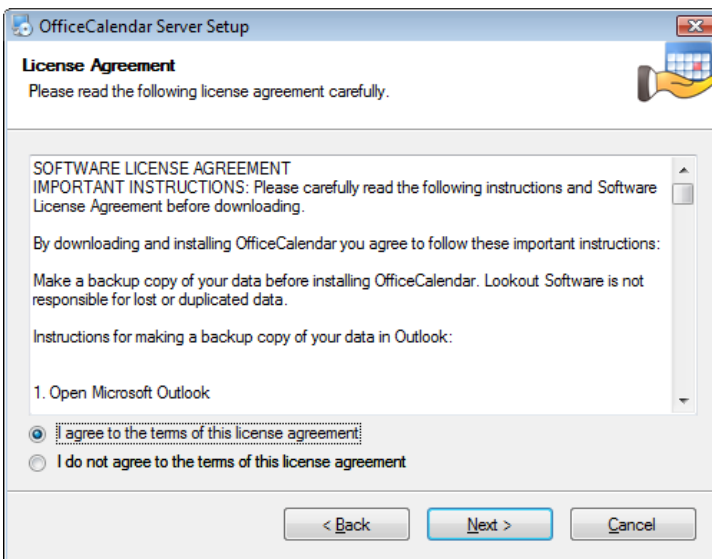 OfficeCalendar Server Setup
License Agreement
Please read the following license agreement carefully.
SOFTWARE LICENSE AGREEMENT
IMPORTANT INSTRUCTIONS: Please carefully read the following instructions and Software
License Agreement before downloading.
By downloading and installing OfficeCalendar you agree to follow these important instructions:
Make a backup copy of your data before installing OfficeCalendar. Lookout Software is not
responsible for lost or duplicated data.
Instructions for making a backup copy of your data in Outlook:
1. Open Microsoft Outlook
I agree to the terms of this license agreement
I do not agree to the terms of this license agreement
< Back Next > Cancel